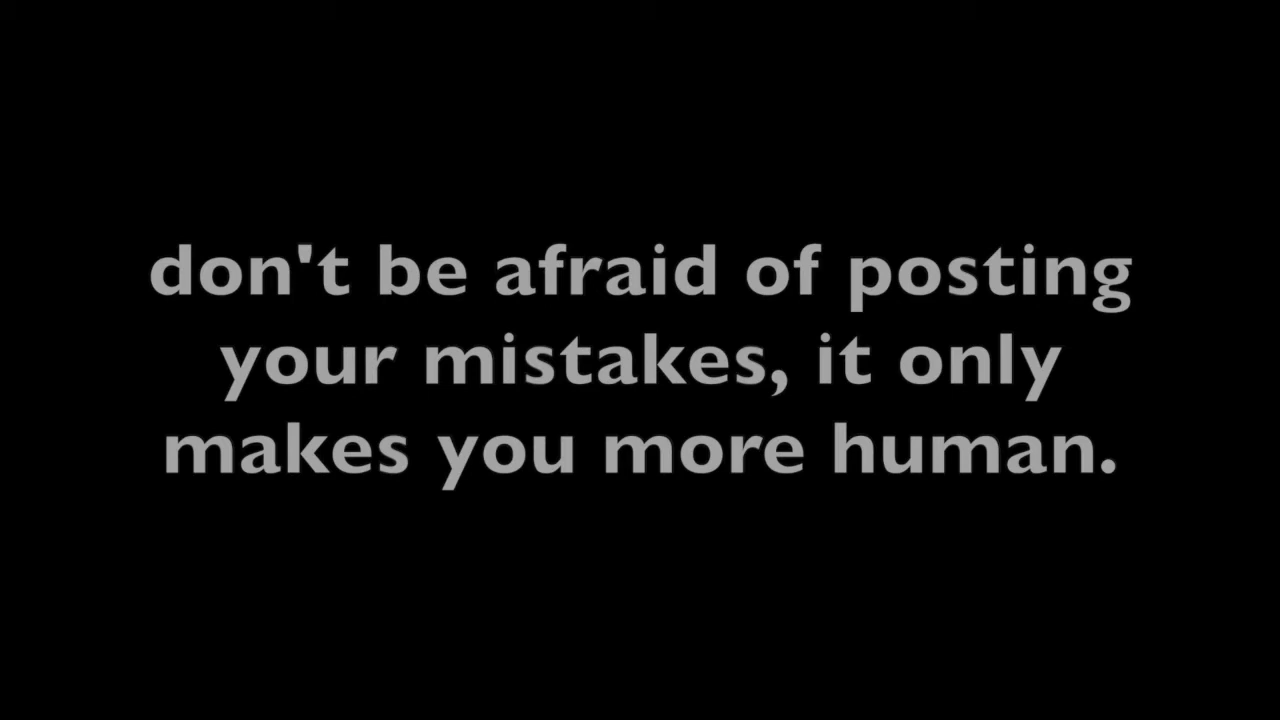 don't be afraid of posting
your mistakes, it only
makes you more human.